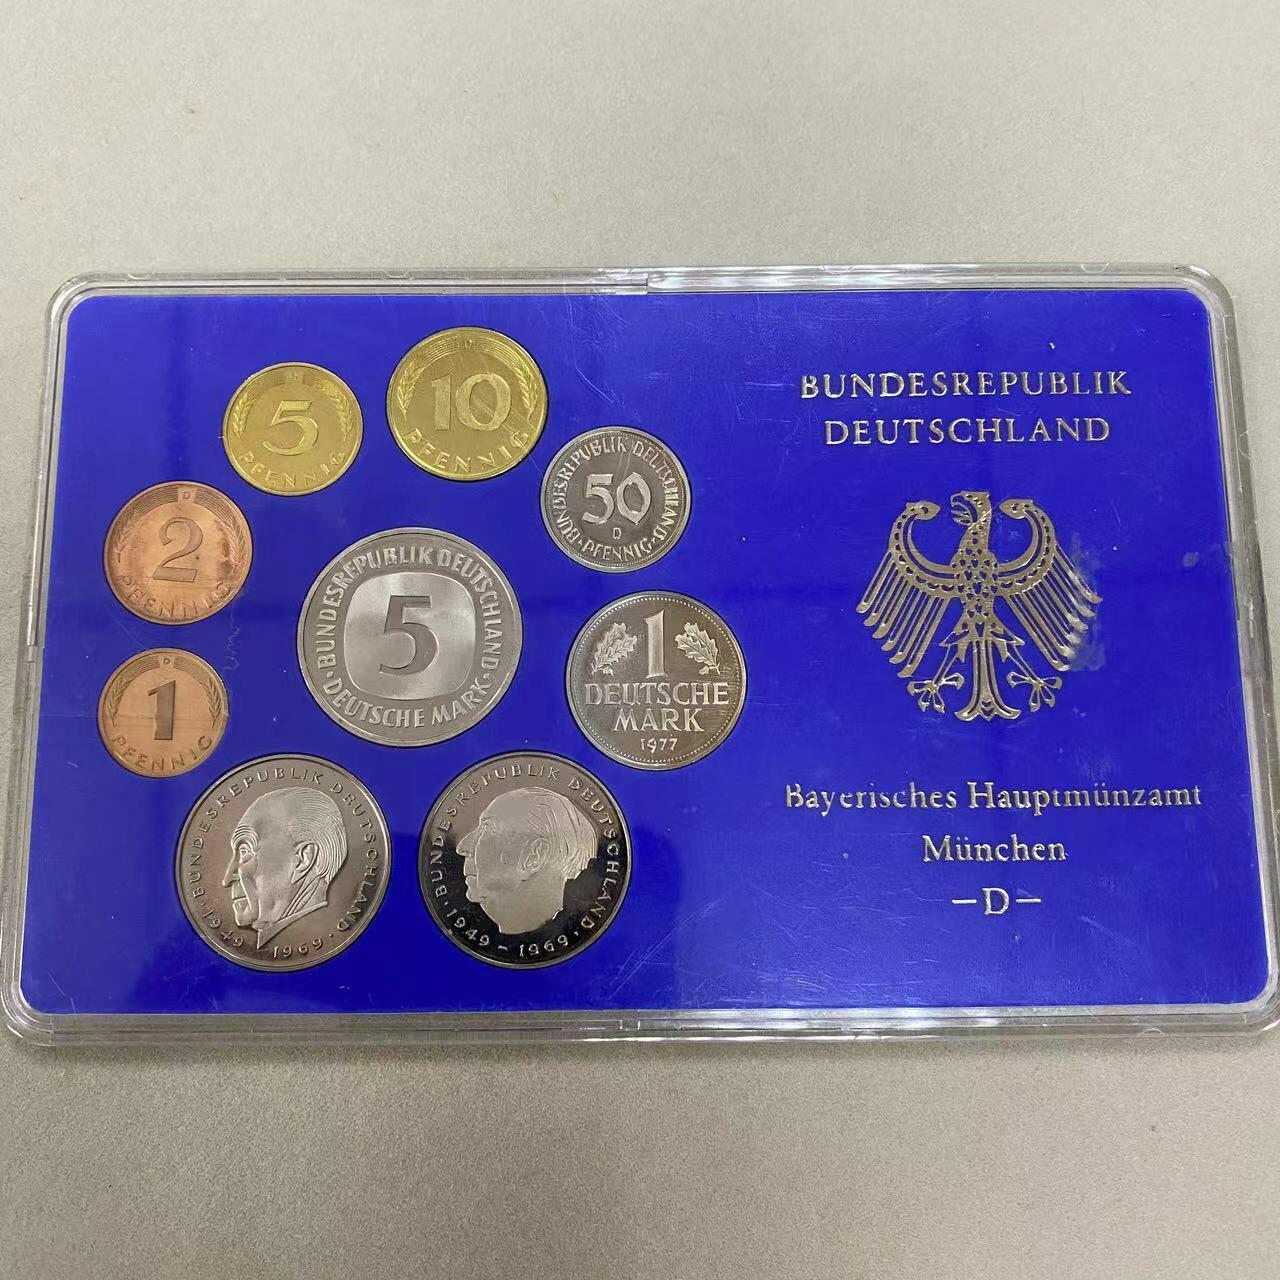 D
5
PFENNIG
D
10
PFENNIG
BUNDESREPUBLIK DEUTSCHLAND
50
D
PFENNIG
D
2
PFENNIG
BUNDESREPUBLIK DEUTSCHLAND
5
DEUTSCHE MARK
1
DEUTSCHE
MARK
1977
D
1
PFENNIG
BUNDESREPUBLIK DEUTSCHLAND
1949 1969
BUNDESREPUBLIK DEUTSCHLAND
1949 - 1969
BUNDESREPUBLIK
DEUTSCHLAND
Bayerisches Hauptmünzamt
München
-D-